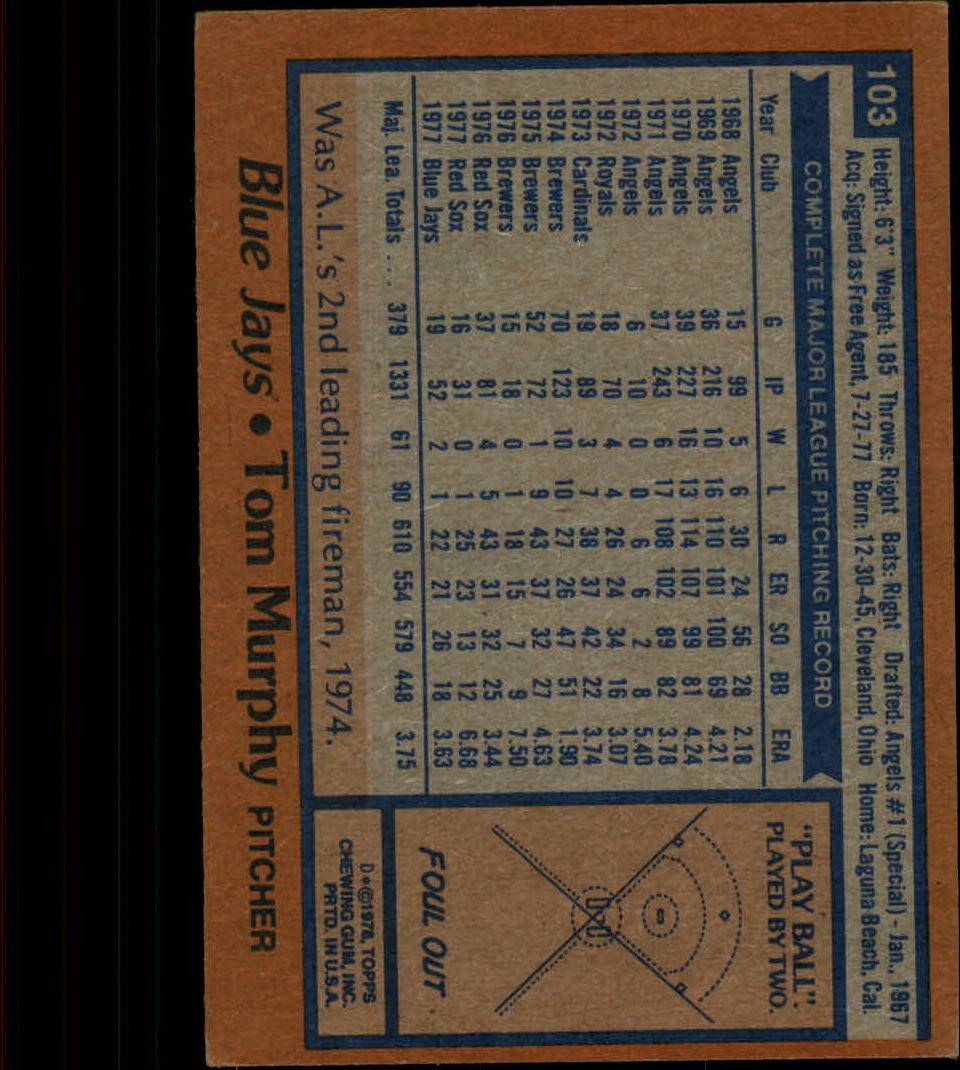 103
Height: 6'3" Weight: 185 Throws: Right Bats: Right Drafted: Angels #1 (Special) - Jan., 1967
Acq: Signed as Free Agent, 7-27-77 Born: 12-30-45, Cleveland, Ohio Home: Laguna Beach, Cal.
COMPLETE MAJOR LEAGUE PITCHING RECORD
Year Club G IP W L R ER SO BB ERA
1968 Angels 15 99 5 6 30 24 56 28 2.18
1969 Angels 36 216 10 16 110 101 100 69 4.21
1970 Angels 39 227 16 13 114 107 99 81 4.24
1971 Angels 37 243 6 17 108 102 89 82 3.78
1972 Angels 6 10 0 0 6 6 2 8 5.40
1972 Royals 18 70 4 4 26 24 34 16 3.07
1973 Cardinals 19 89 3 7 38 37 42 22 3.74
1974 Brewers 70 123 10 10 27 26 47 51 1.90
1975 Brewers 52 72 1 9 43 37 32 27 4.63
1976 Brewers 15 18 0 1 18 15 7 9 7.50
1976 Red Sox 37 81 4 5 43 31 32 25 3.44
1977 Red Sox 16 31 0 1 25 23 13 12 6.68
1977 Blue Jays 19 52 2 1 22 21 26 18 3.63
Maj. Lea. Totals ... 379 1331 61 90 610 554 579 448 3.75
Was A.L.'s 2nd leading fireman, 1974.
"PLAY BALL".
PLAYED BY TWO.
FOUL OUT
D*©1978, TOPPS
CHEWING GUM, INC.
PRTD. IN U.S.A.
Blue Jays • Tom Murphy PITCHER